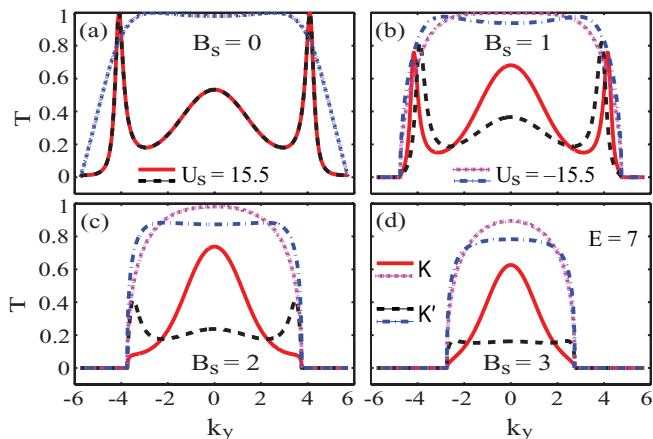 (a)
B_s = 0
1
0.8
0.6
0.4
0.2
0
T
U_s = 15.5
(b)
B_s = 1
U_s = −15.5
(c)
B_s = 2
1
0.8
0.6
0.4
0.2
0
T
-6 -4 -2 0 2 4 6
k_y
(d)
E = 7
K
K'
B_s = 3
-6 -4 -2 0 2 4 6
k_y